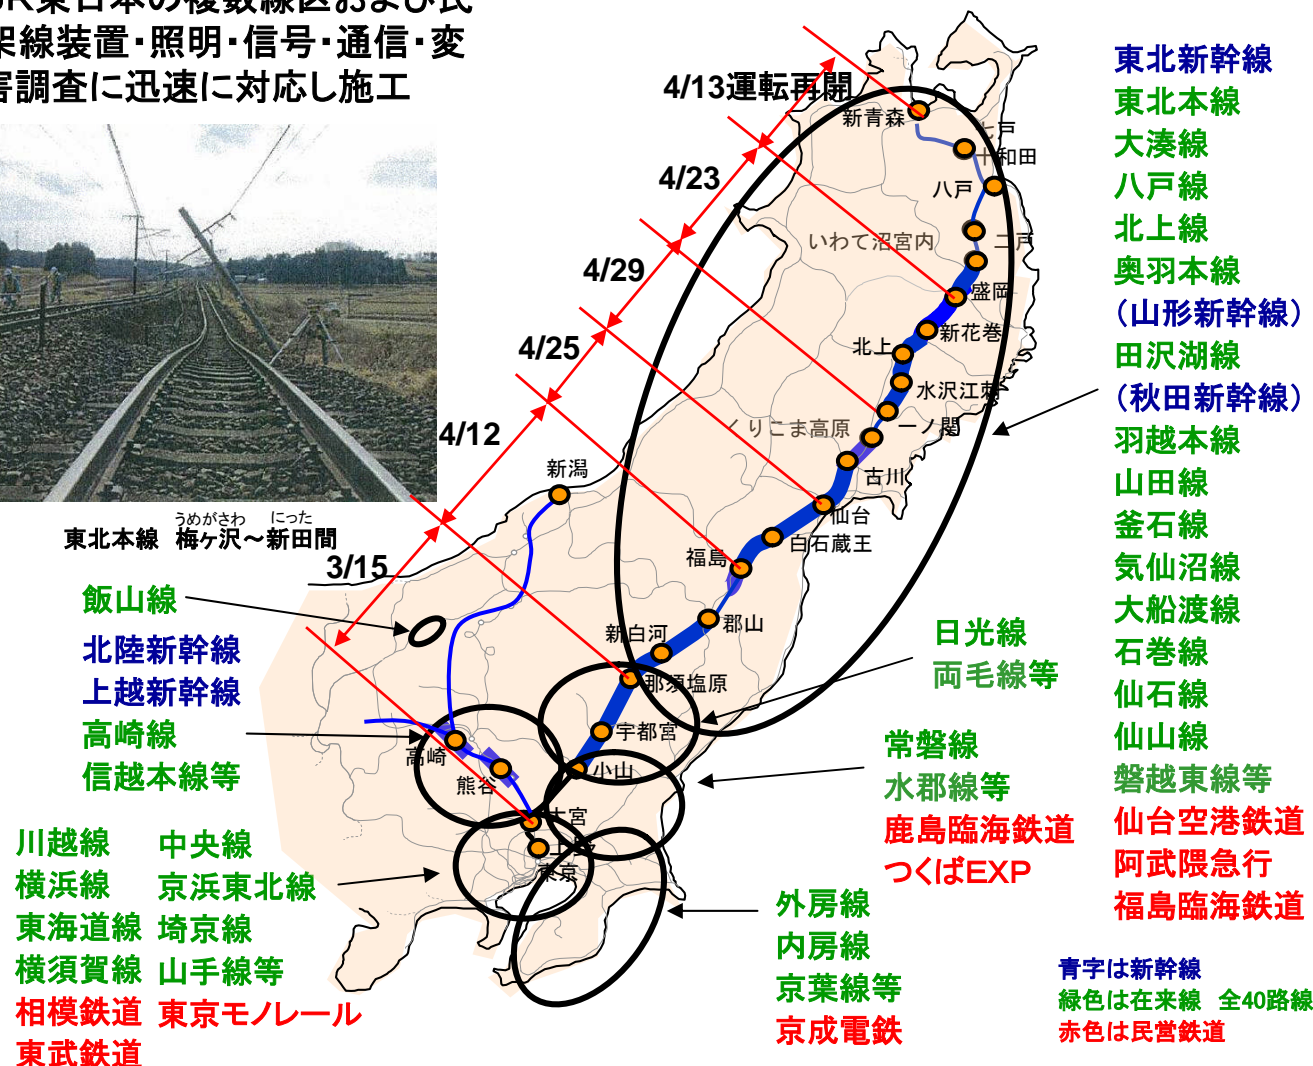 JR東日本の複数線区および民
架線装置・照明・信号・通信・変
害調査に迅速に対応し施工
東北本線 梅ヶ沢～新田間
うめがさわ にった
4/13運転再開
4/23
4/29
4/25
4/12
3/15
新青森
七戸
十和田
八戸
二戸
いわて沼宮内
盛岡
新花巻
北上
水沢江刺
一ノ関
くりこま高原
古川
仙台
白石蔵王
福島
郡山
新白河
那須塩原
宇都宮
小山
大宮
上野
東京
新潟
高崎
熊谷
飯山線
北陸新幹線
上越新幹線
高崎線
信越本線等
川越線
横浜線
東海道線
横須賀線
相模鉄道
東武鉄道
中央線
京浜東北線
埼京線
山手線等
東京モノレール
日光線
両毛線等
常磐線
水郡線等
鹿島臨海鉄道
つくばEXP
外房線
内房線
京葉線等
京成電鉄
東北新幹線
東北本線
大湊線
八戸線
北上線
奥羽本線
（山形新幹線）
田沢湖線
（秋田新幹線）
羽越本線
山田線
釜石線
気仙沼線
大船渡線
石巻線
仙石線
仙山線
磐越東線等
仙台空港鉄道
阿武隈急行
福島臨海鉄道
青字は新幹線
緑色は在来線 全40路線
赤色は民営鉄道